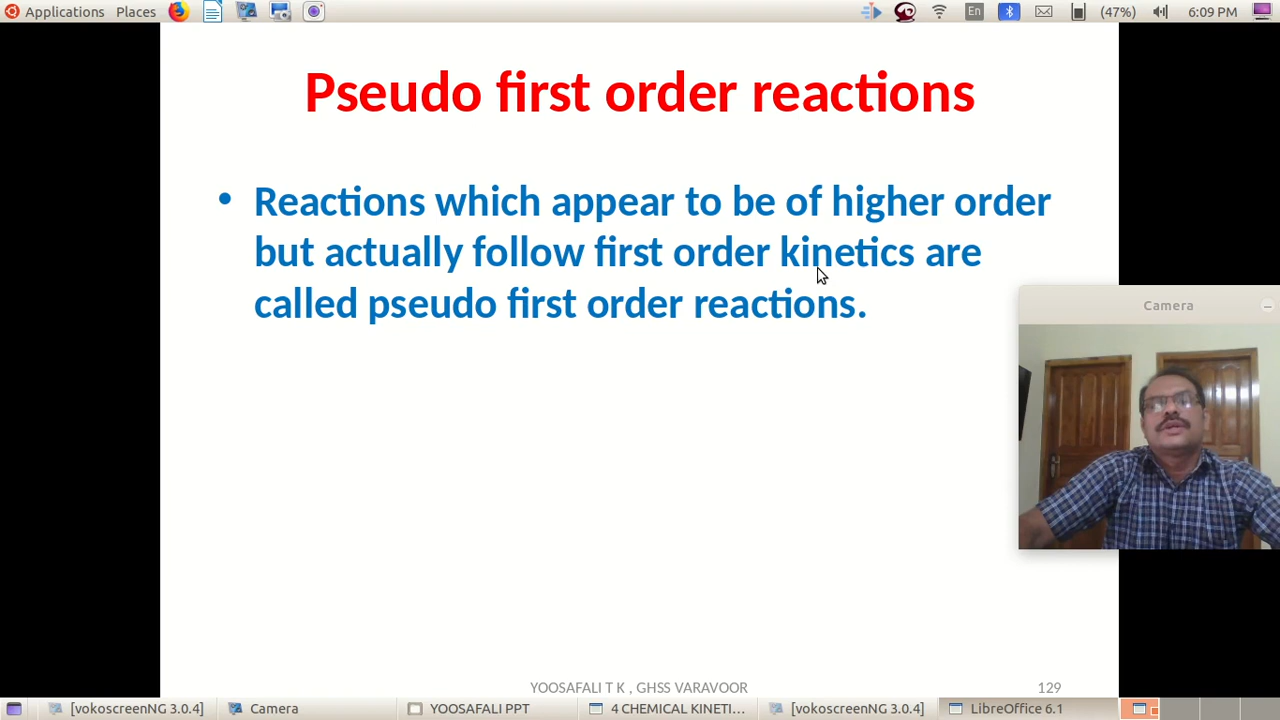 Applications Places En (47%) 6:09 PM
Pseudo first order reactions
• Reactions which appear to be of higher order
but actually follow first order kinetics are
called pseudo first order reactions.
Camera
YOOSAFALI T K , GHSS VARAVOOR 129
[vokoscreenNG 3.0.4] Camera YOOSAFALI PPT 4 CHEMICAL KINETI... [vokoscreenNG 3.0.4] LibreOffice 6.1